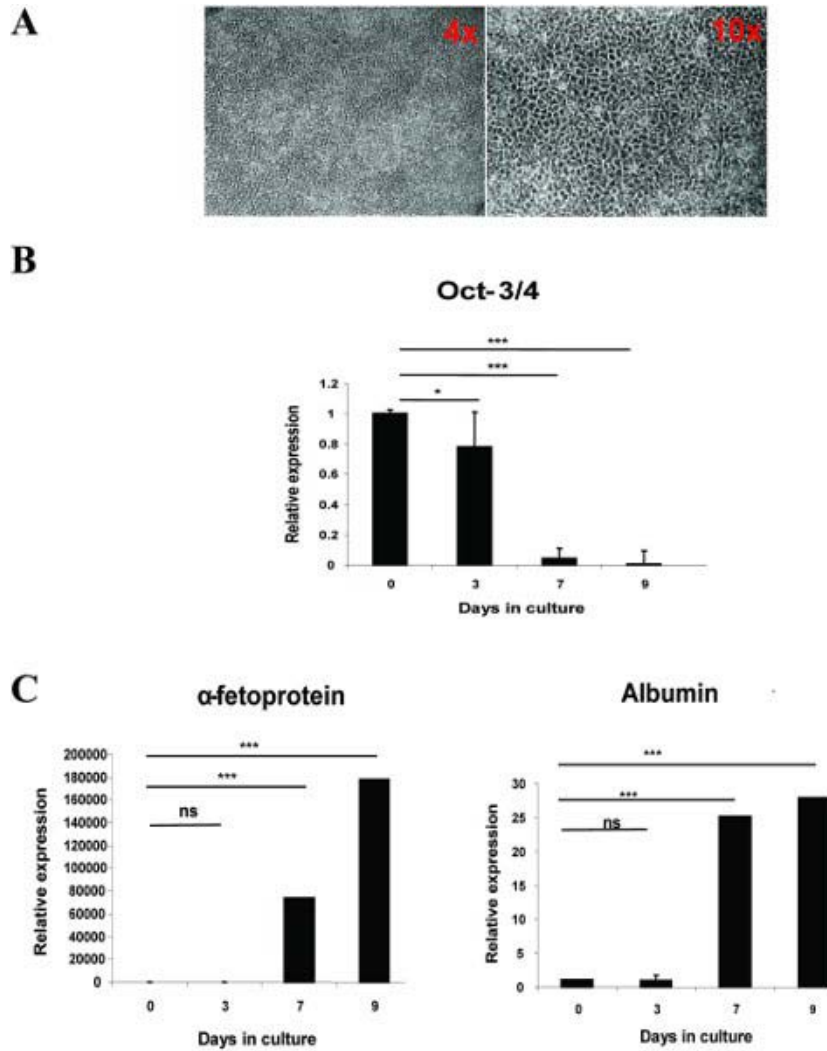 A
4x
10x
B
Oct-3/4
***
***
*
1.2
1
0.8
0.6
0.4
0.2
0
Relative expression
0 3 7 9
Days in culture
C
α-fetoprotein
***
***
ns
200000
180000
160000
140000
120000
100000
80000
60000
40000
20000
0
Relative expression
0 3 7 9
Days in culture
Albumin
***
***
ns
30
25
20
15
10
5
0
Relative expression
0 3 7 9
Days in culture